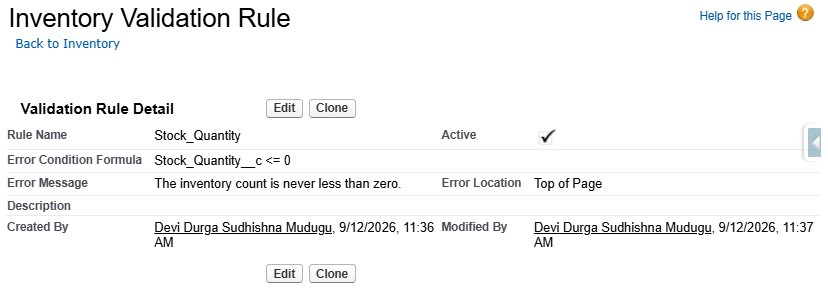 Inventory Validation Rule
Help for this Page
Back to Inventory
Validation Rule Detail
Edit Clone
Rule Name Stock_Quantity Active
Error Condition Formula Stock_Quantity__c <= 0
Error Message The inventory count is never less than zero. Error Location Top of Page
Description
Created By Devi Durga Sudhishna Mudugu, 9/12/2026, 11:36 AM Modified By Devi Durga Sudhishna Mudugu, 9/12/2026, 11:37 AM
Edit Clone